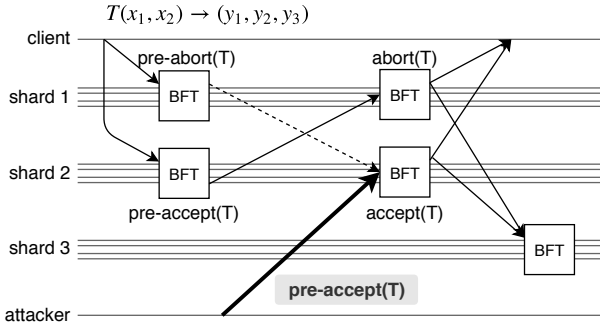 T(x₁, x₂) → (y₁, y₂, y₃)
client
pre-abort(T)
abort(T)
shard 1
BFT
BFT
shard 2
BFT
BFT
pre-accept(T)
accept(T)
shard 3
BFT
pre-accept(T)
attacker